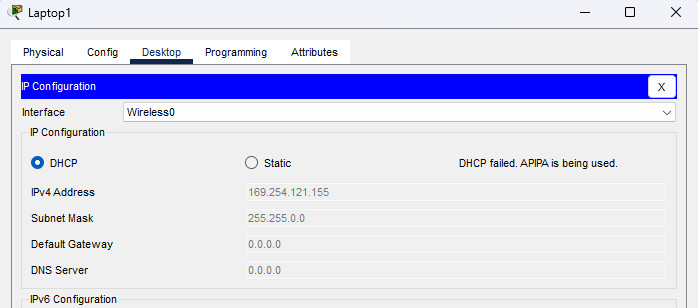 Laptop1
Physical Config Desktop Programming Attributes
IP Configuration X
Interface Wireless0
IP Configuration
DHCP Static DHCP failed. APIPA is being used.
IPv4 Address 169.254.121.155
Subnet Mask 255.255.0.0
Default Gateway 0.0.0.0
DNS Server 0.0.0.0
IPv6 Configuration